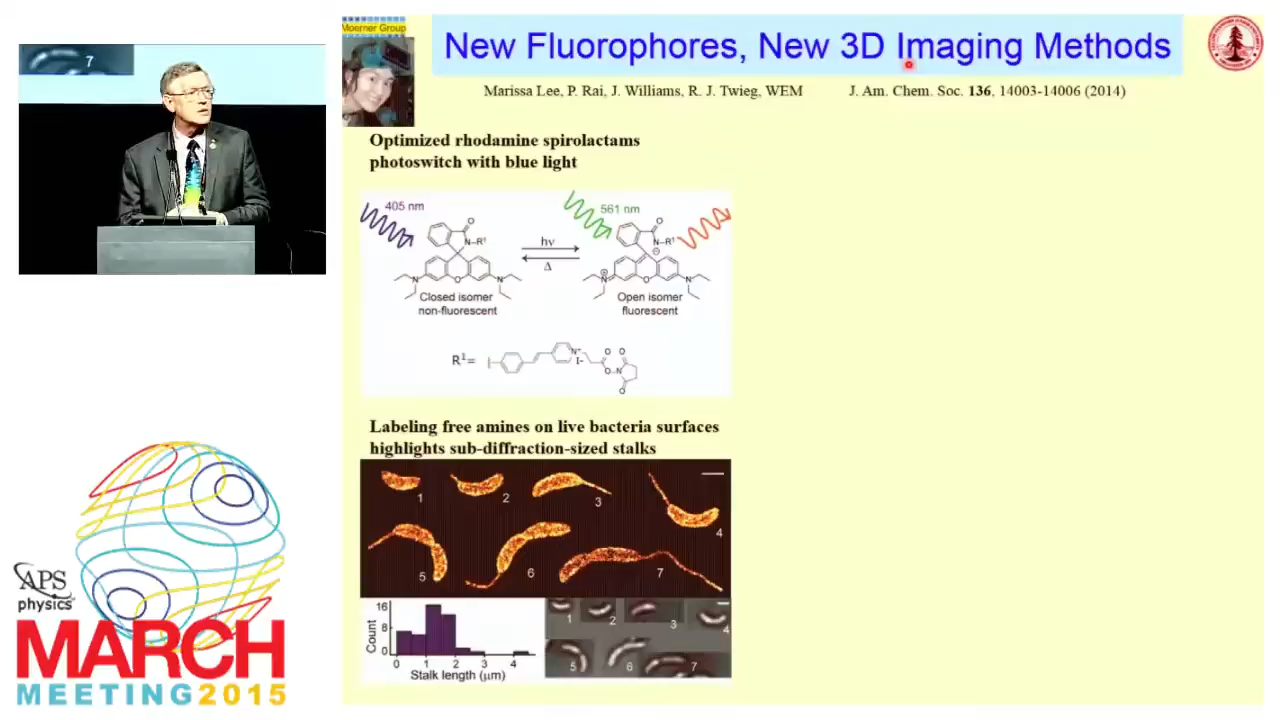 7
Moerner Group
New Fluorophores, New 3D Imaging Methods
Marissa Lee, P. Rai, J. Williams, R. J. Twieg, WEM
J. Am. Chem. Soc. 136, 14003-14006 (2014)
Optimized rhodamine spirolactams
photoswitch with blue light
405 nm
561 nm
O
N-R¹
hν
Δ
O
N-R¹
N
O
N
N
O
N
Closed isomer
non-fluorescent
Open isomer
fluorescent
R¹=
N⁺
I-
O
O
O
N
O
Labeling free amines on live bacteria surfaces
highlights sub-diffraction-sized stalks
1
2
3
4
5
6
7
16
8
0
Count
0
1
2
3
4
Stalk length (μm)
1
2
3
4
5
6
7
APS
physics
MARCH
MEETING2015